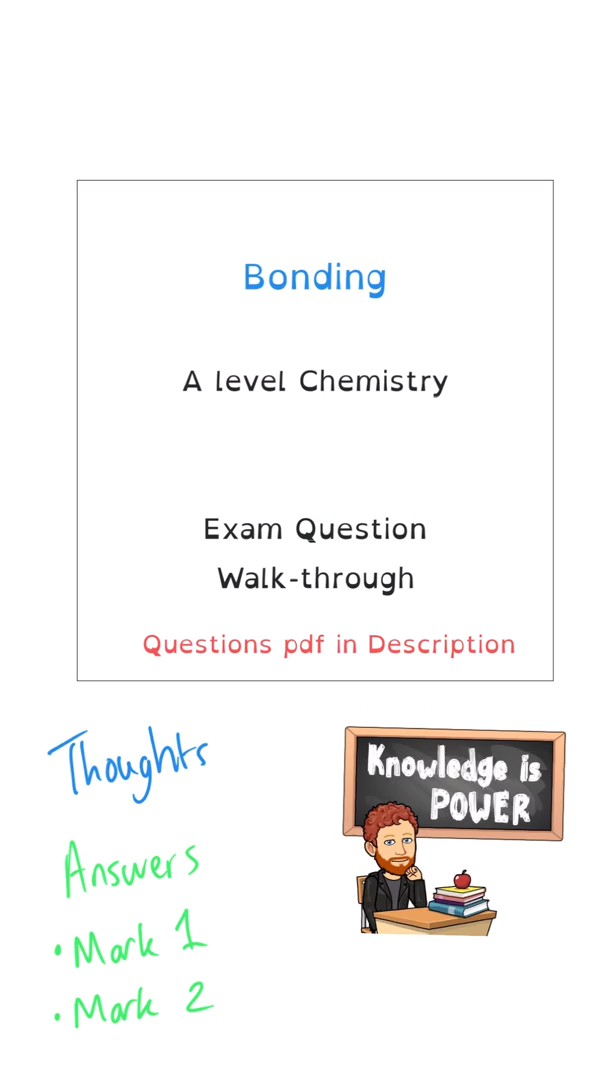 Bonding
A level Chemistry
Exam Question
Walk-through
Questions pdf in Description
Thoughts
Knowledge is
POWER
Answers
• Mark 1
• Mark 2